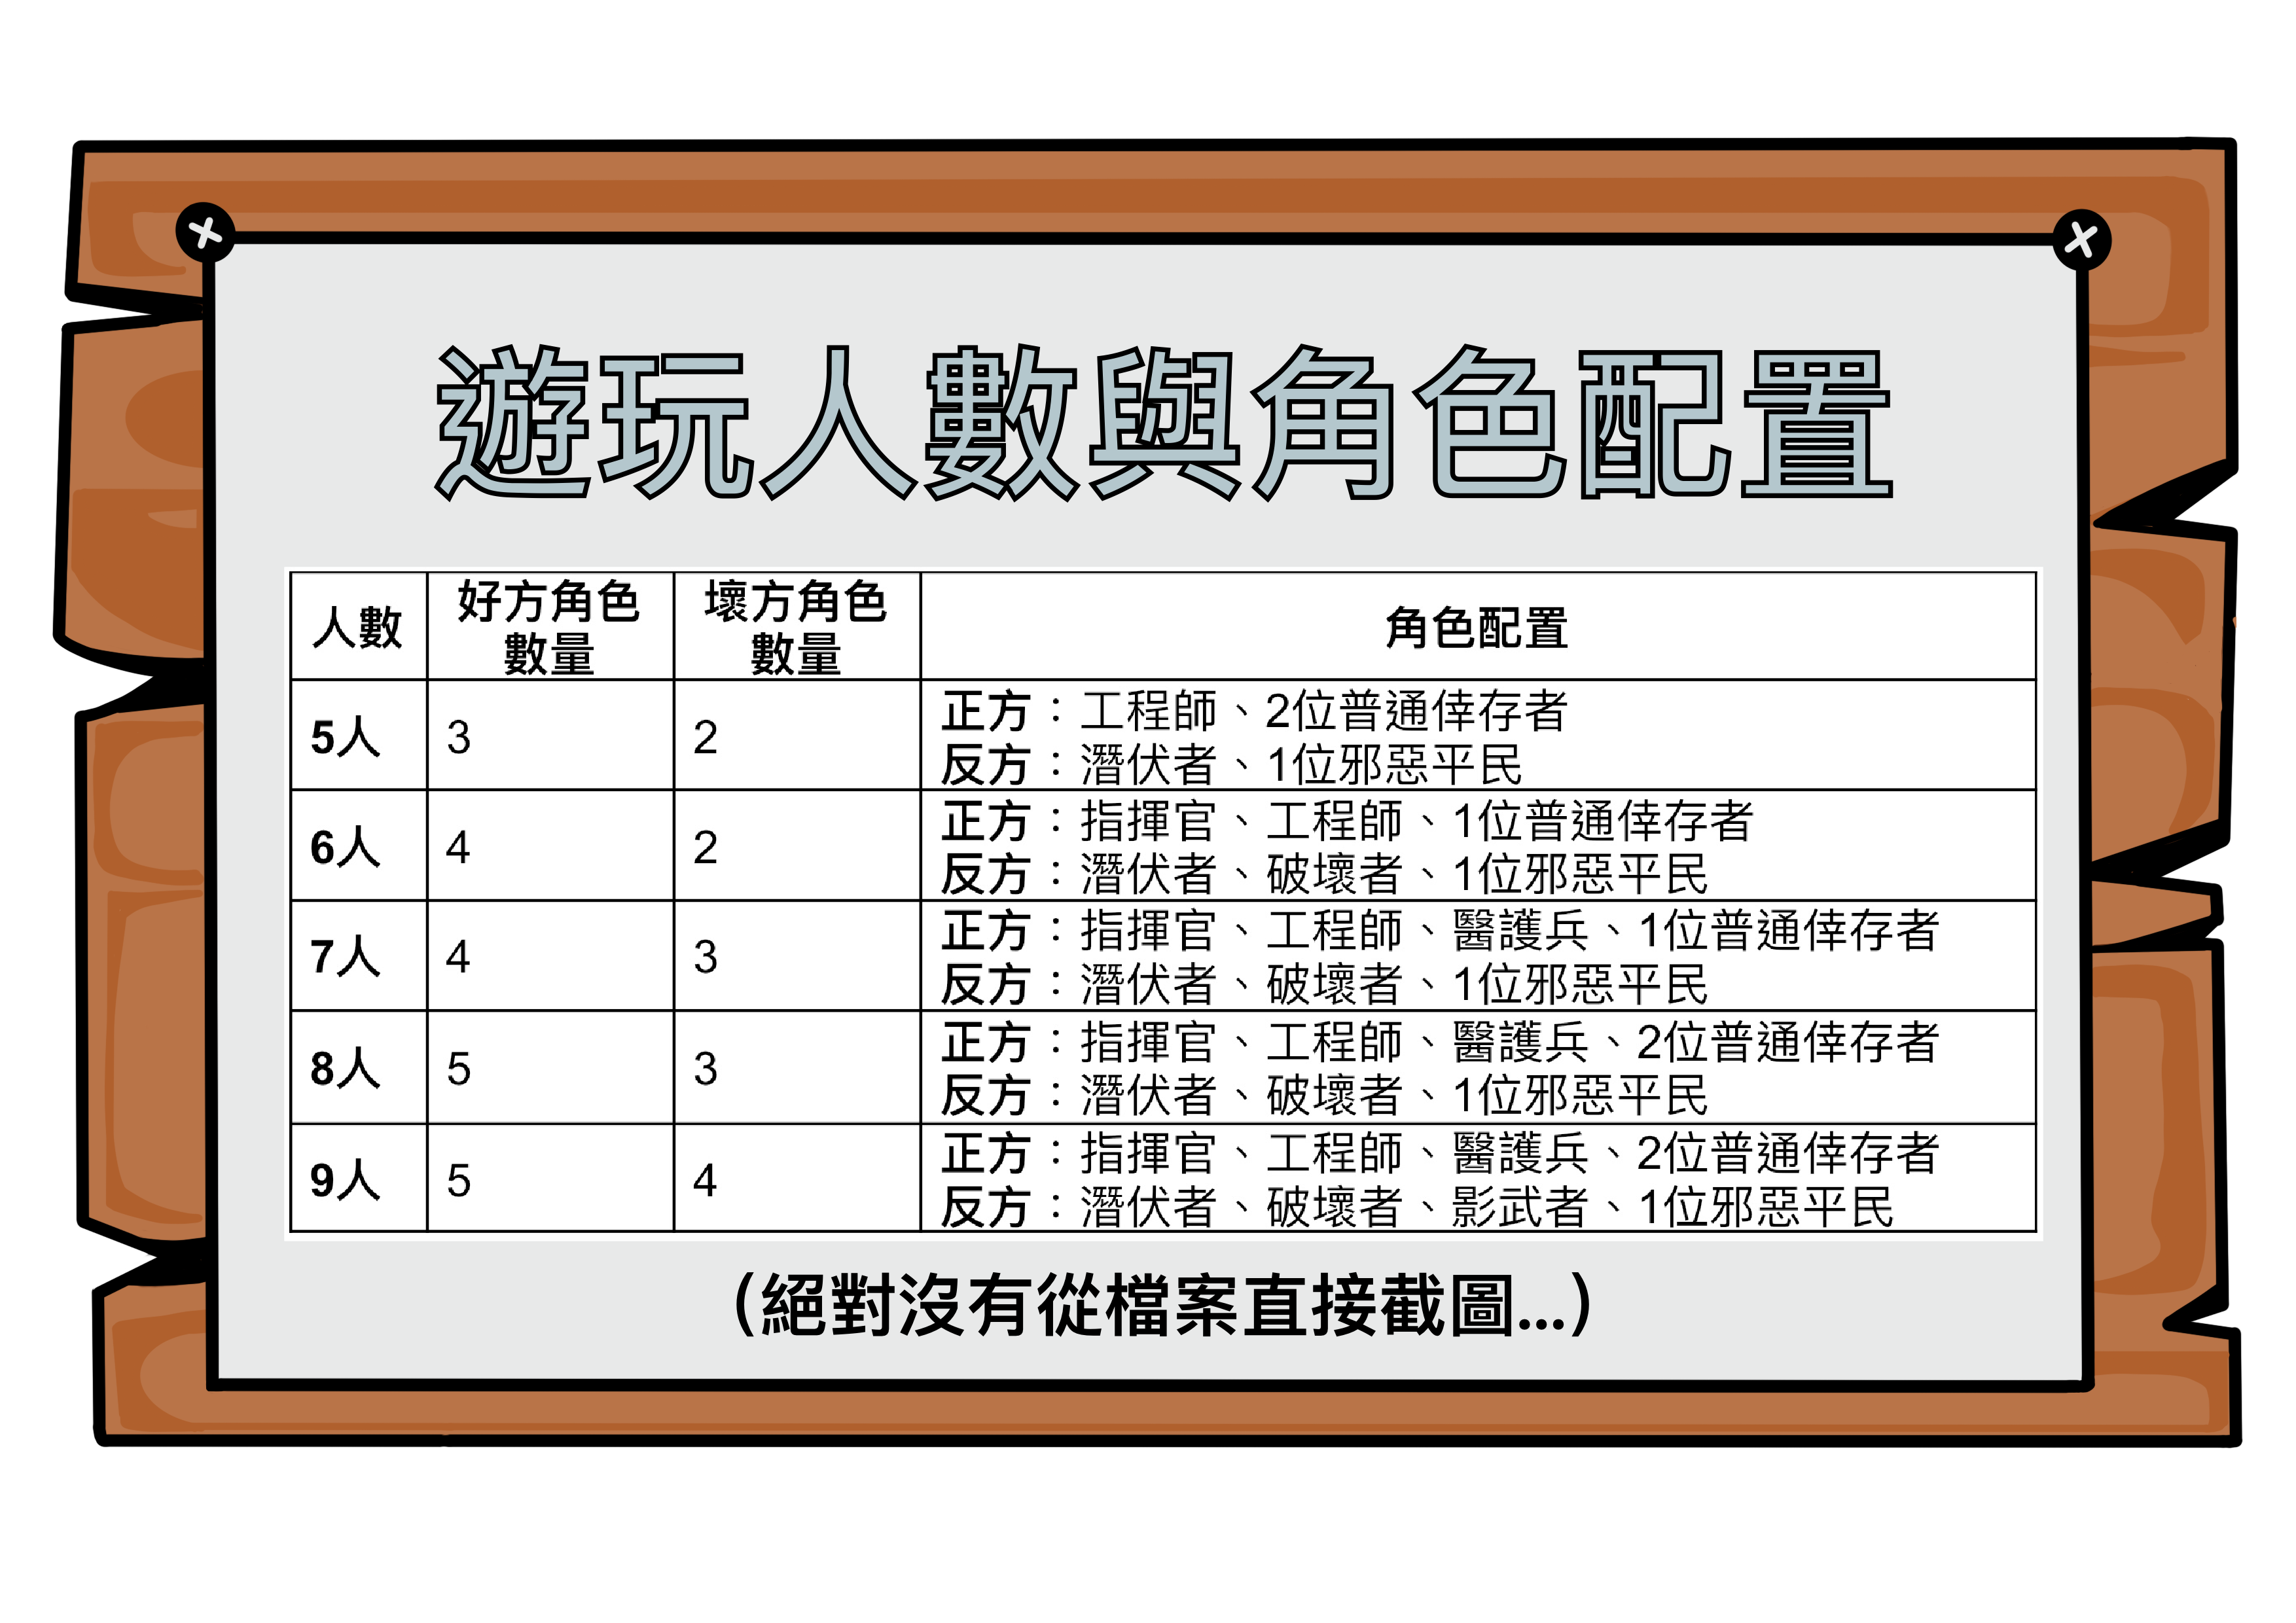 遊玩人數與角色配置
人數 好方角色數量 壞方角色數量 角色配置
5人 3 2 正方：工程師、2位普通倖存者
反方：潛伏者、1位邪惡平民
6人 4 2 正方：指揮官、工程師、1位普通倖存者
反方：潛伏者、破壞者、1位邪惡平民
7人 4 3 正方：指揮官、工程師、醫護兵、1位普通倖存者
反方：潛伏者、破壞者、1位邪惡平民
8人 5 3 正方：指揮官、工程師、醫護兵、2位普通倖存者
反方：潛伏者、破壞者、1位邪惡平民
9人 5 4 正方：指揮官、工程師、醫護兵、2位普通倖存者
反方：潛伏者、破壞者、影武者、1位邪惡平民
(絕對沒有從檔案直接截圖...)